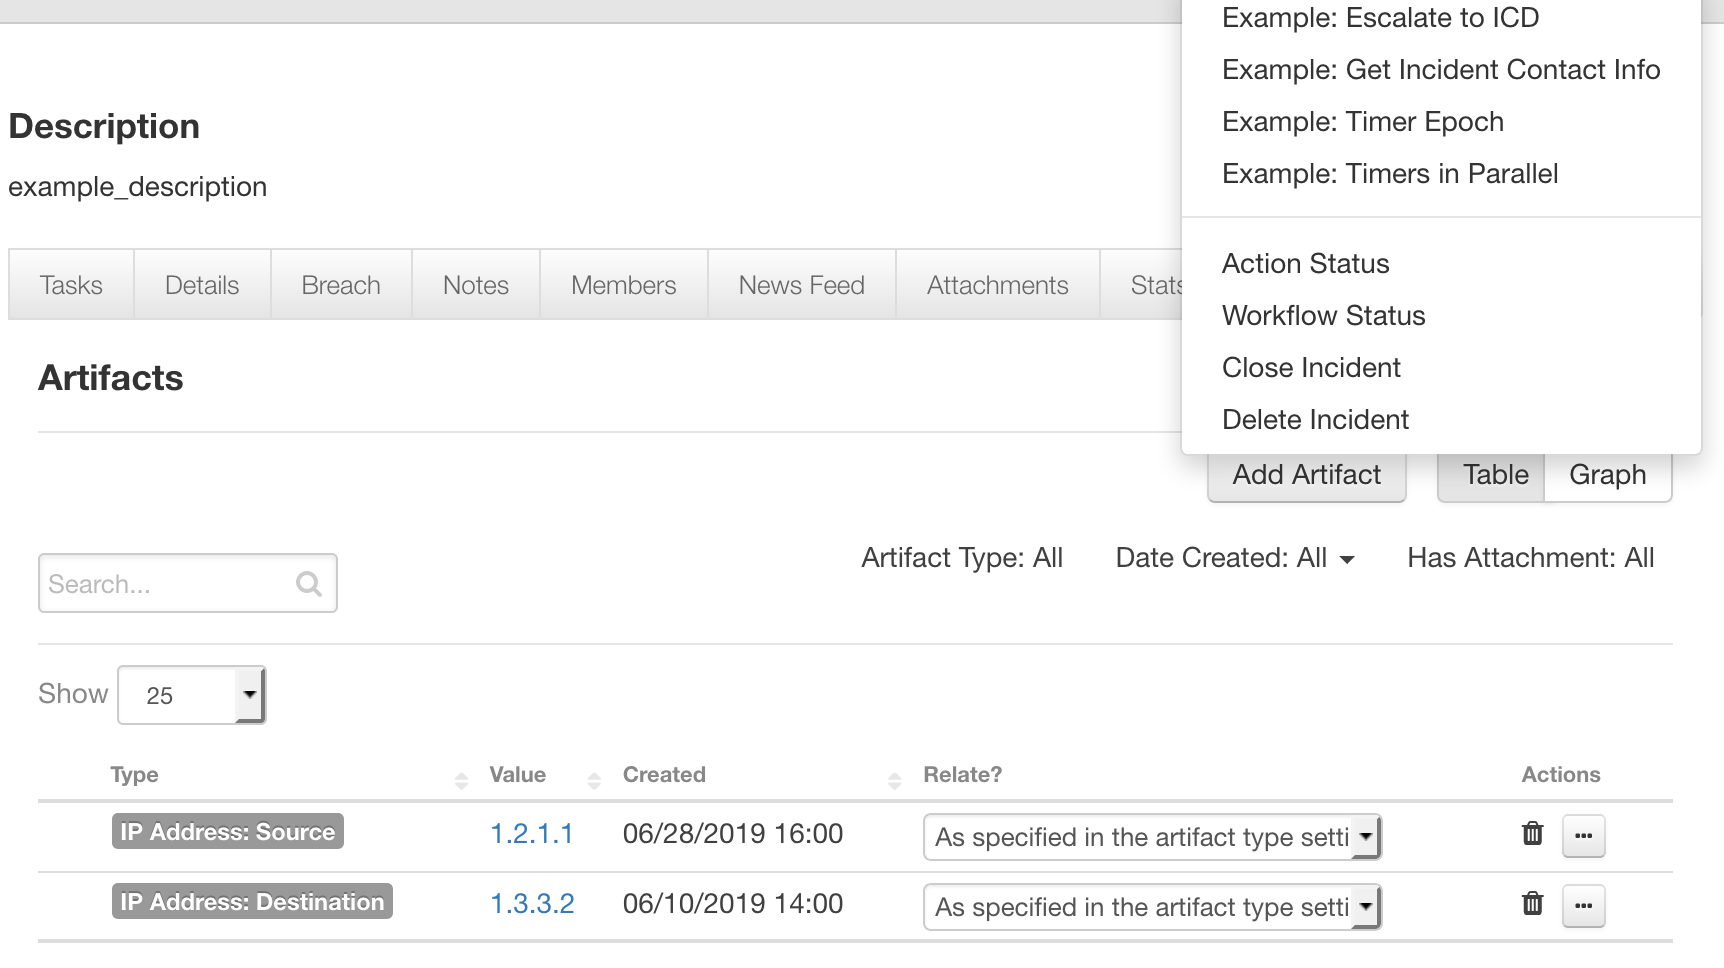 Example: Escalate to ICD
Example: Get Incident Contact Info
Example: Timer Epoch
Example: Timers in Parallel
Action Status
Workflow Status
Close Incident
Delete Incident
Description
example_description
Tasks Details Breach Notes Members News Feed Attachments Stats
Artifacts
Add Artifact Table Graph
Artifact Type: All Date Created: All Has Attachment: All
Search...
Show 25
Type Value Created Relate? Actions
IP Address: Source 1.2.1.1 06/28/2019 16:00 As specified in the artifact type setti ...
IP Address: Destination 1.3.3.2 06/10/2019 14:00 As specified in the artifact type setti ...